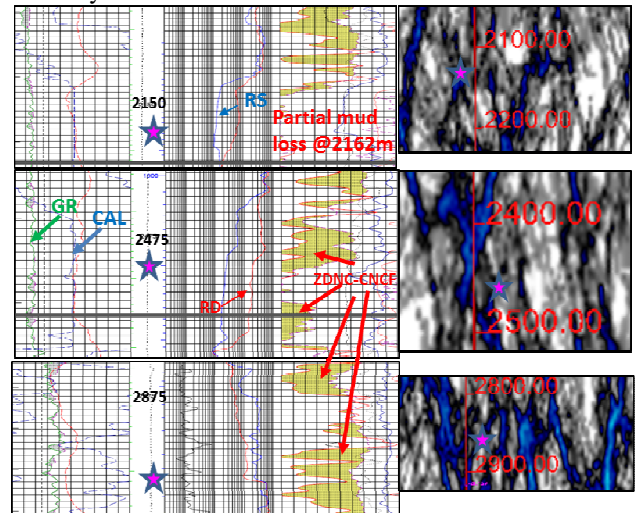 2150
RS
Partial mud
loss @2162m
2100.00
2200.00
GR
CAL
2475
RD
ZDNC-CNCF
2400.00
2500.00
2875
2800.00
2900.00